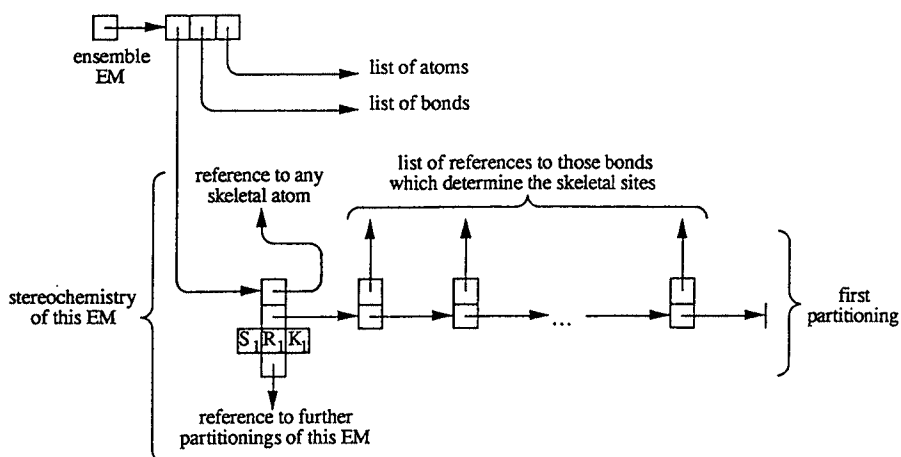 ensemble
EM
list of atoms
list of bonds
list of references to those bonds
which determine the skeletal sites
reference to any
skeletal atom
stereochemistry
of this EM
...
first
partitioning
S1 R1 K1
reference to further
partitionings of this EM